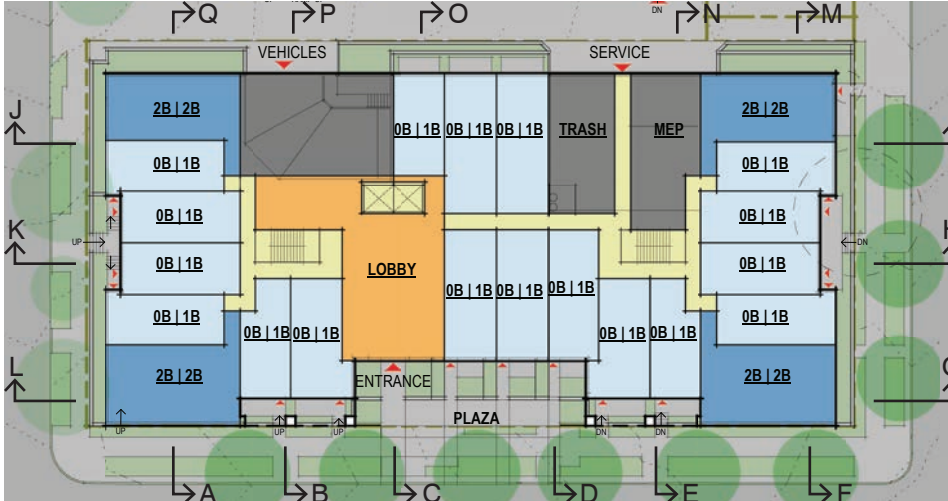 Q P O DN N M
VEHICLES SERVICE
J 2B | 2B 2B | 2B
0B | 1B 0B | 1B 0B | 1B TRASH MEP
0B | 1B 0B | 1B
K 0B | 1B 0B | 1B
UP DN
0B | 1B LOBBY 0B | 1B
0B | 1B 0B | 1B 0B | 1B
0B | 1B 0B | 1B
0B | 1B 0B | 1B 0B | 1B 0B | 1B
L 2B | 2B ENTRANCE 2B | 2B
PLAZA
UP UP UP DN DN
A B C D E F